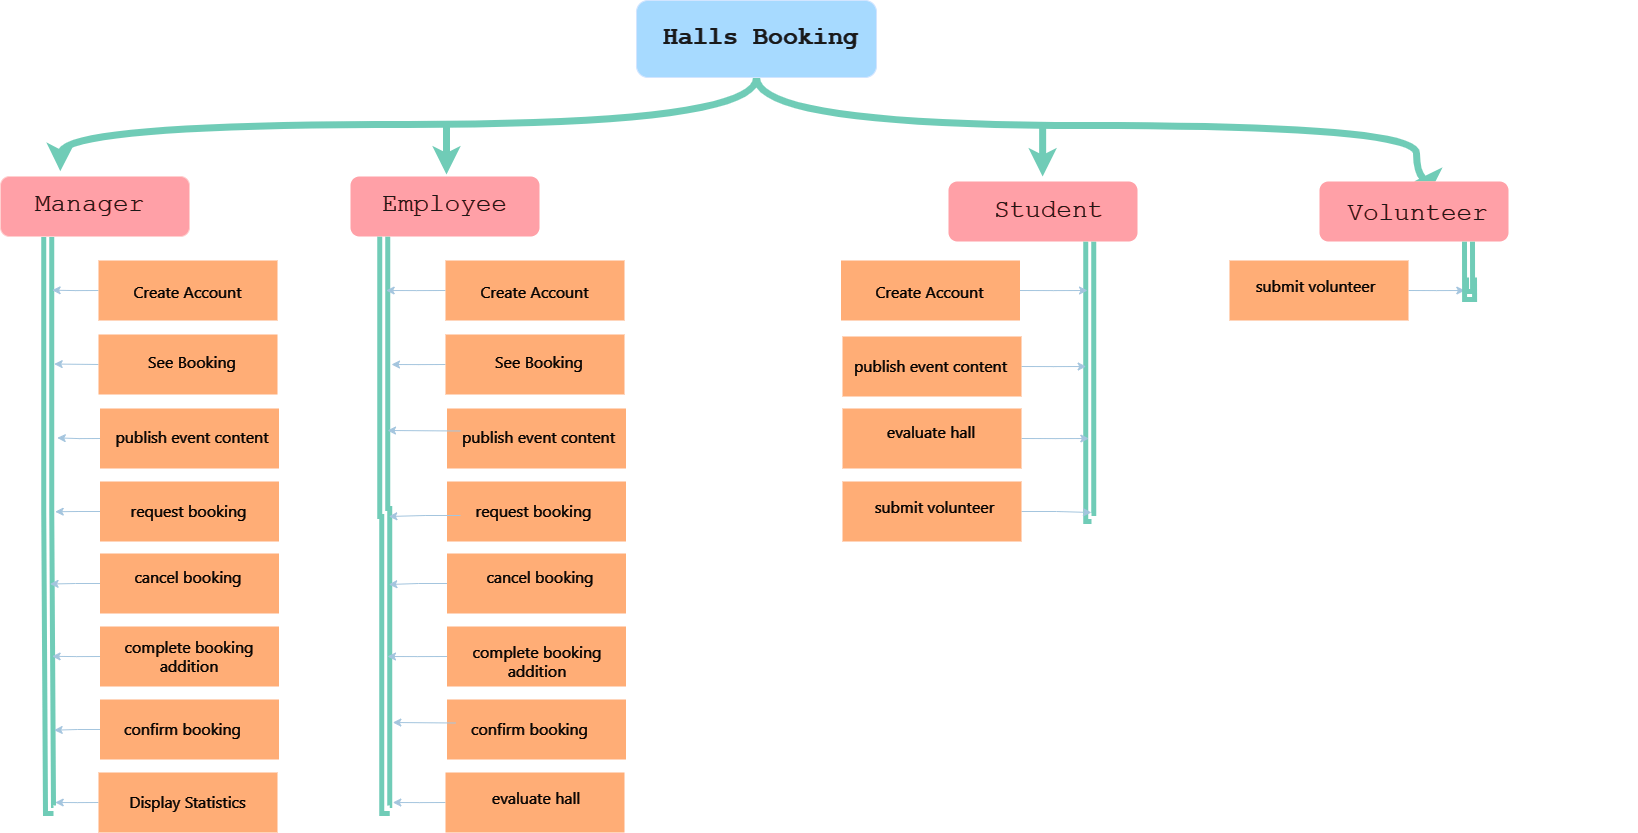 Halls Booking
Manager
Employee
Student
Volunteer
Create Account
See Booking
publish event content
request booking
cancel booking
complete booking
addition
confirm booking
Display Statistics
Create Account
See Booking
publish event content
request booking
cancel booking
complete booking
addition
confirm booking
evaluate hall
Create Account
publish event content
evaluate hall
submit volunteer
submit volunteer